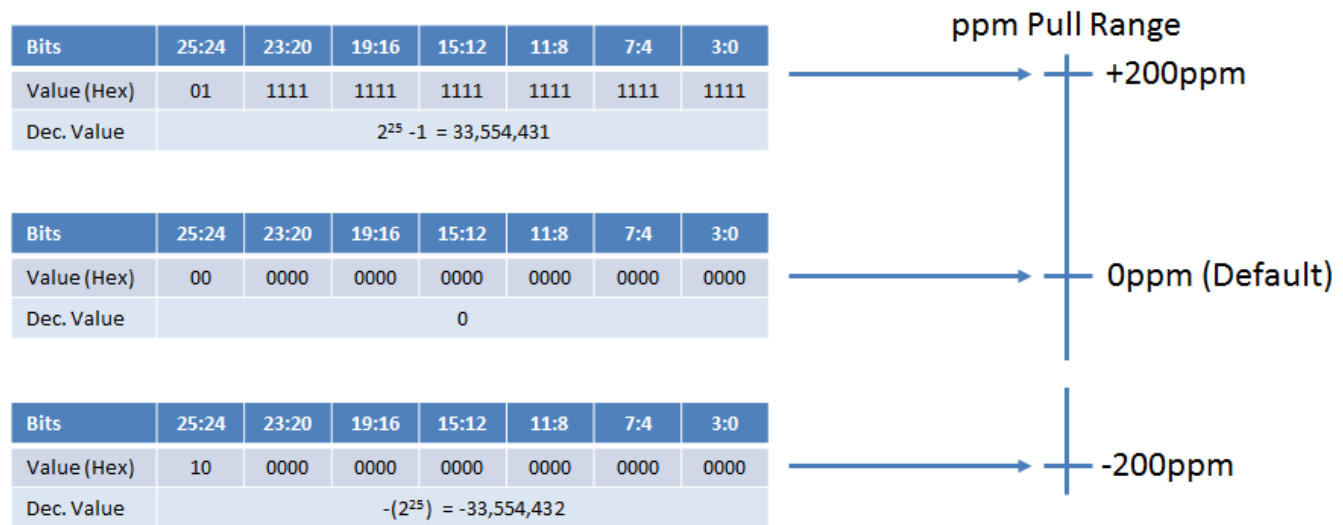 ppm Pull Range
Bits 25:24 23:20 19:16 15:12 11:8 7:4 3:0
Value (Hex) 01 1111 1111 1111 1111 1111 1111
Dec. Value 2²⁵ -1 = 33,554,431
+200ppm
Bits 25:24 23:20 19:16 15:12 11:8 7:4 3:0
Value (Hex) 00 0000 0000 0000 0000 0000 0000
Dec. Value 0
0ppm (Default)
Bits 25:24 23:20 19:16 15:12 11:8 7:4 3:0
Value (Hex) 10 0000 0000 0000 0000 0000 0000
Dec. Value -(2²⁵) = -33,554,432
-200ppm